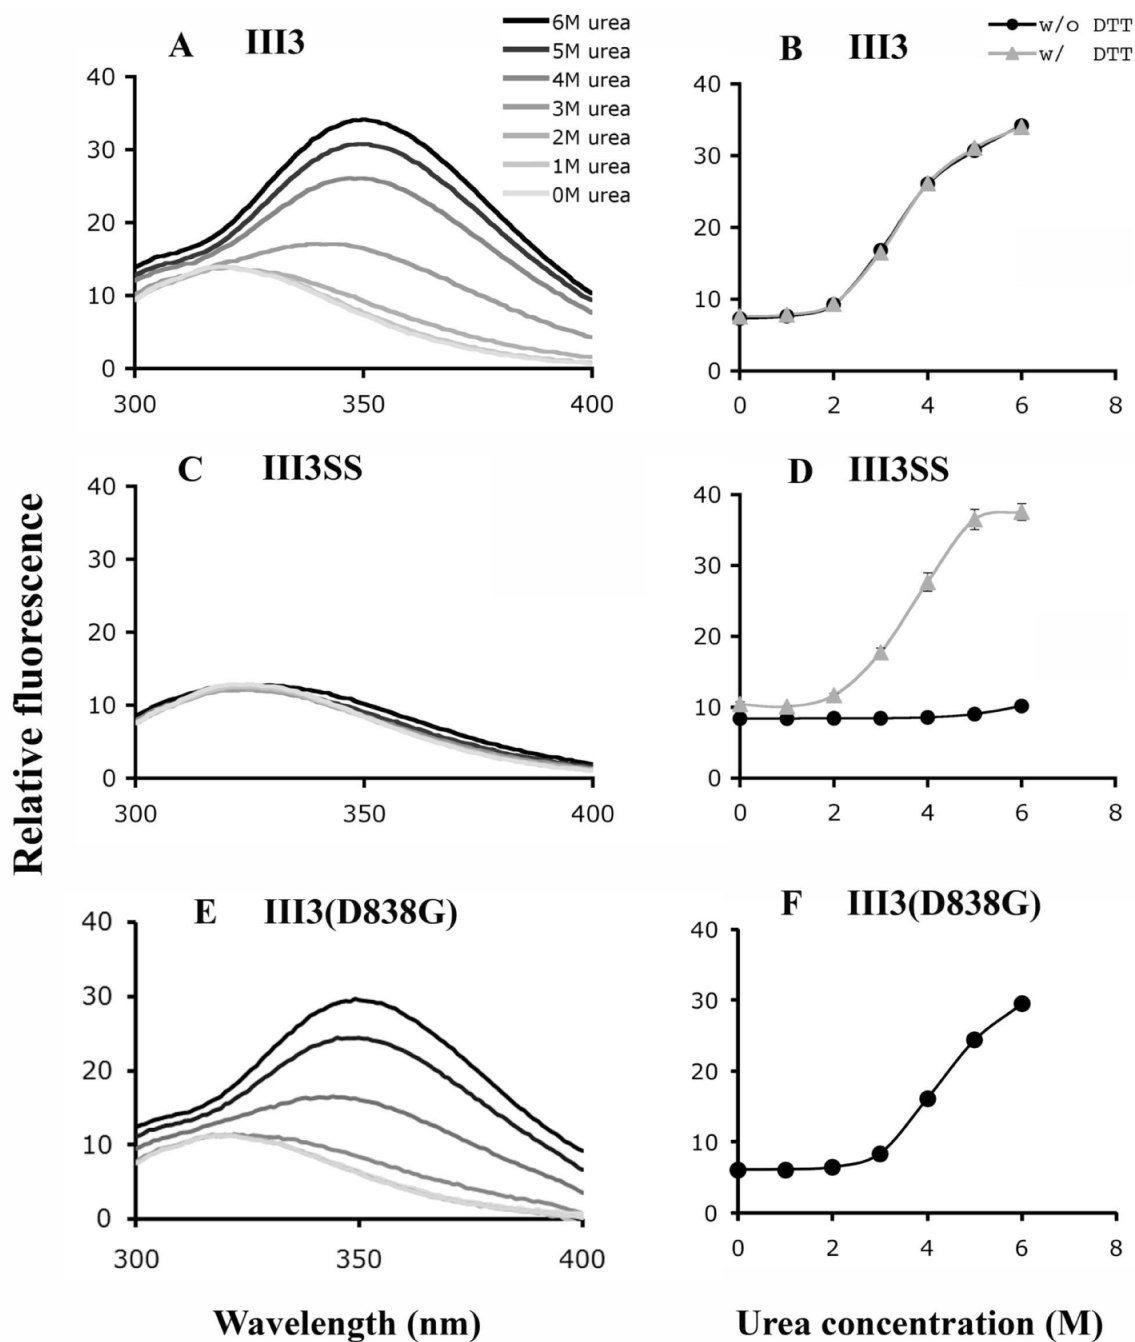 A III3
6M urea
5M urea
4M urea
3M urea
2M urea
1M urea
0M urea
40
30
20
10
0
300 350 400
B III3
w/o DTT
w/ DTT
40
30
20
10
0
0 2 4 6 8
C III3SS
40
30
20
10
0
300 350 400
D III3SS
40
30
20
10
0
0 2 4 6 8
Relative fluorescence
E III3(D838G)
40
30
20
10
0
300 350 400
Wavelength (nm)
F III3(D838G)
40
30
20
10
0
0 2 4 6 8
Urea concentration (M)